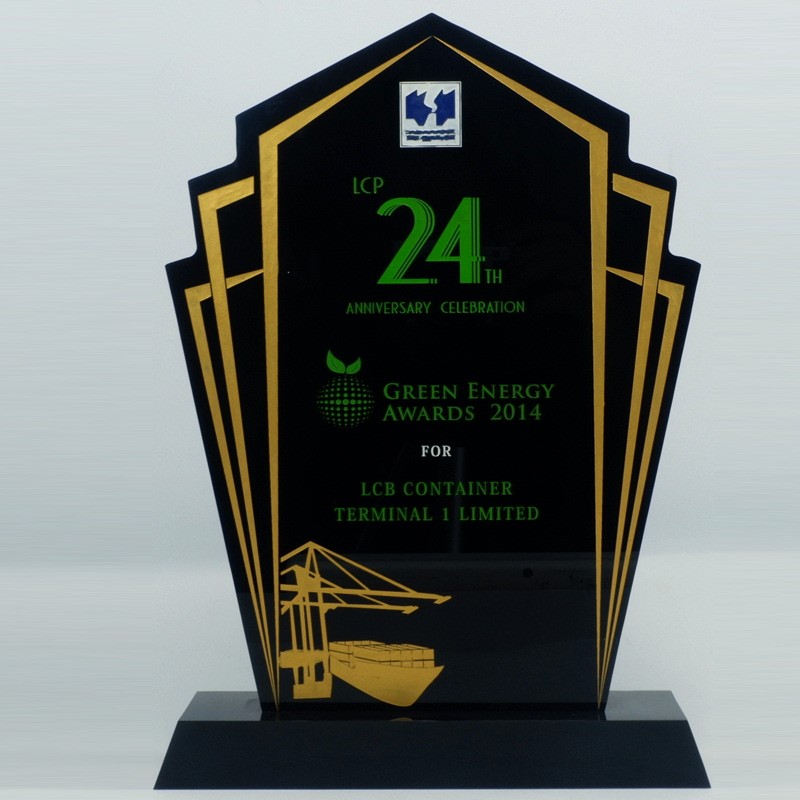 LCP
24TH
ANNIVERSARY CELEBRATION
GREEN ENERGY
AWARDS 2014
FOR
LCB CONTAINER
TERMINAL 1 LIMITED